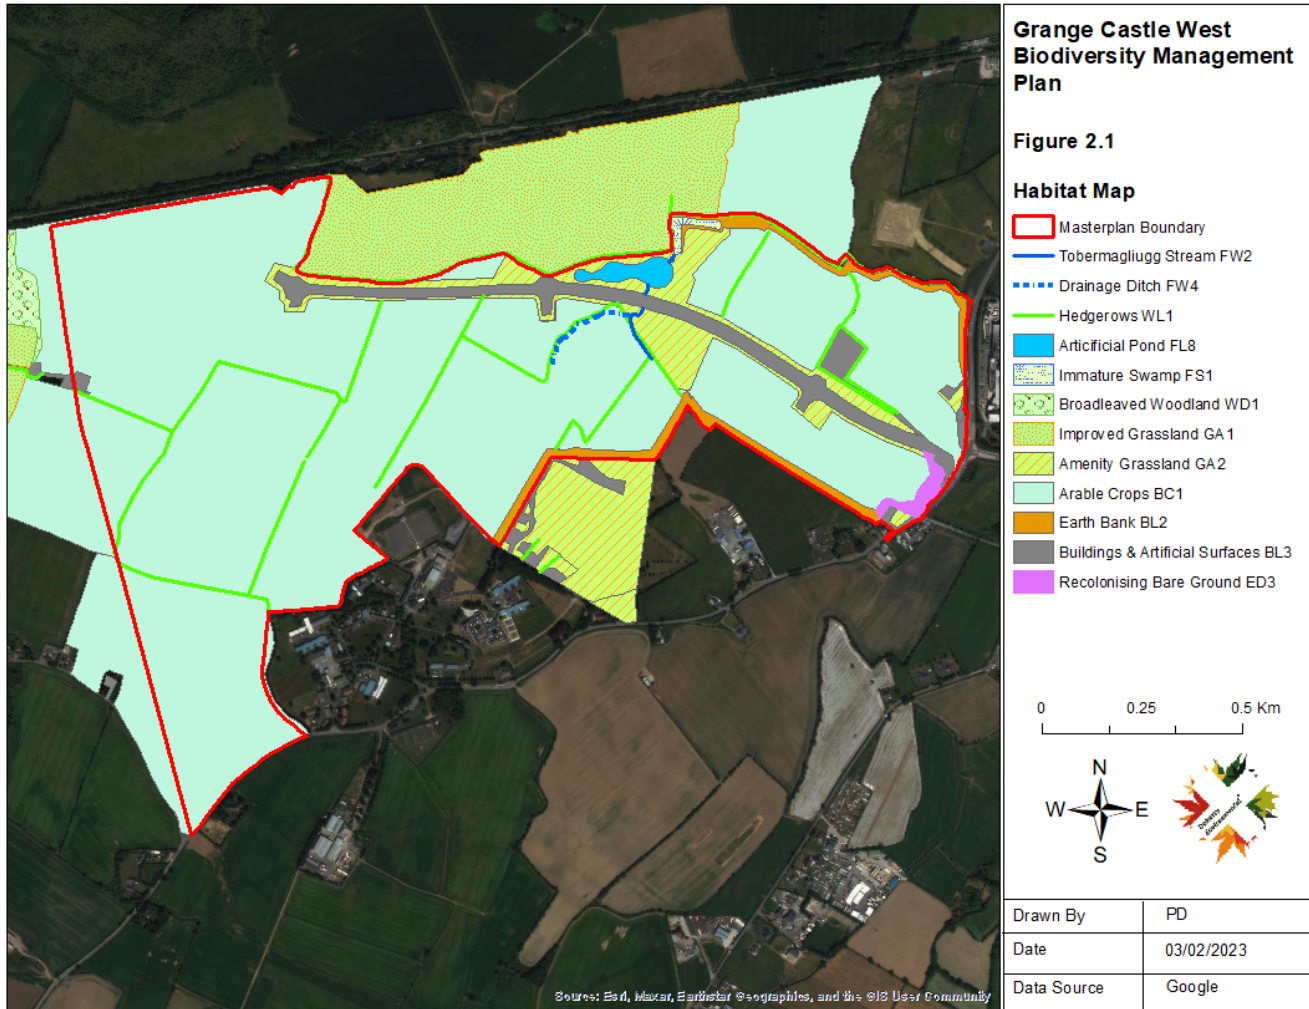 Grange Castle West
Biodiversity Management
Plan
Figure 2.1
Habitat Map
Masterplan Boundary
Tobermagliugg Stream FW2
Drainage Ditch FW4
Hedgerows WL1
Articificial Pond FL8
Immature Swamp FS1
Broadleaved Woodland WD1
Improved Grassland GA1
Amenity Grassland GA2
Arable Crops BC1
Earth Bank BL2
Buildings & Artificial Surfaces BL3
Recolonising Bare Ground ED3
0 0.25 0.5 Km
N
W E
S
Doherty
Environmental
Drawn By PD
Date 03/02/2023
Data Source Google
Source: Esri, Maxar, Earthstar Geographics, and the GIS User Community